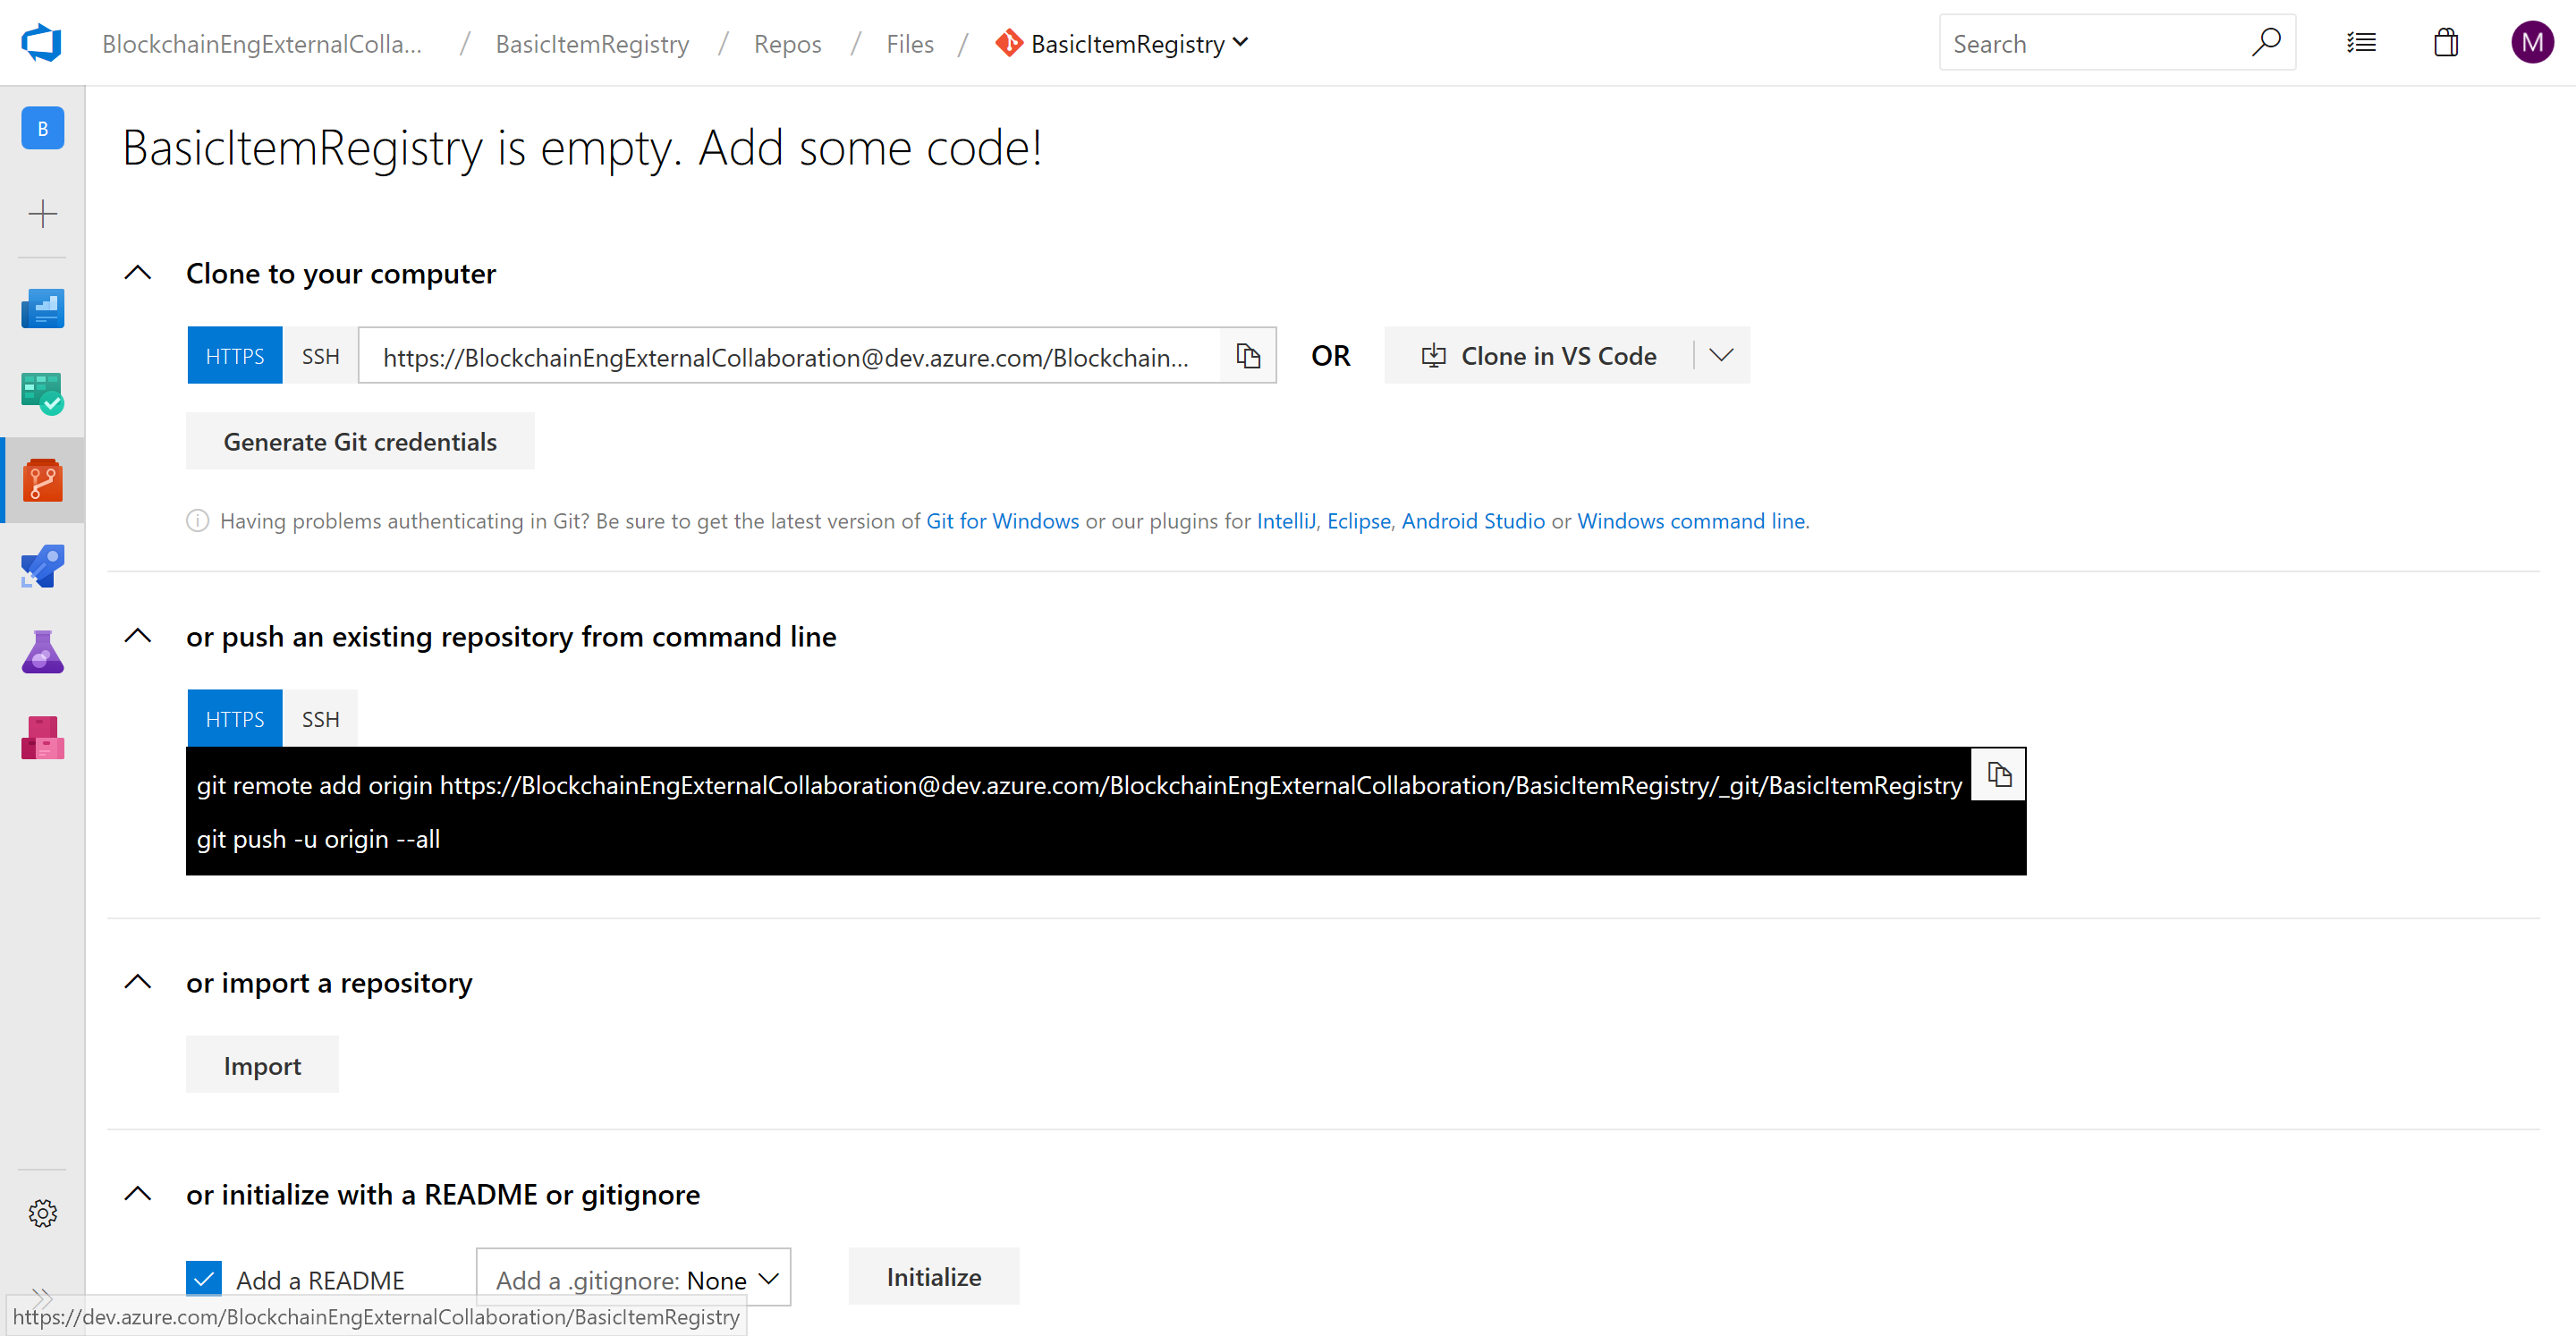 BlockchainEngExternalColla... / BasicItemRegistry / Repos / Files / BasicItemRegistry
Search
M
B
BasicItemRegistry is empty. Add some code!
Clone to your computer
HTTPS SSH https://BlockchainEngExternalCollaboration@dev.azure.com/Blockchain... OR Clone in VS Code
Generate Git credentials
Having problems authenticating in Git? Be sure to get the latest version of Git for Windows or our plugins for IntelliJ, Eclipse, Android Studio or Windows command line.
or push an existing repository from command line
HTTPS SSH
git remote add origin https://BlockchainEngExternalCollaboration@dev.azure.com/BlockchainEngExternalCollaboration/BasicItemRegistry/_git/BasicItemRegistry
git push -u origin --all
or import a repository
Import
or initialize with a README or gitignore
Add a README Add a .gitignore: None Initialize
https://dev.azure.com/BlockchainEngExternalCollaboration/BasicItemRegistry